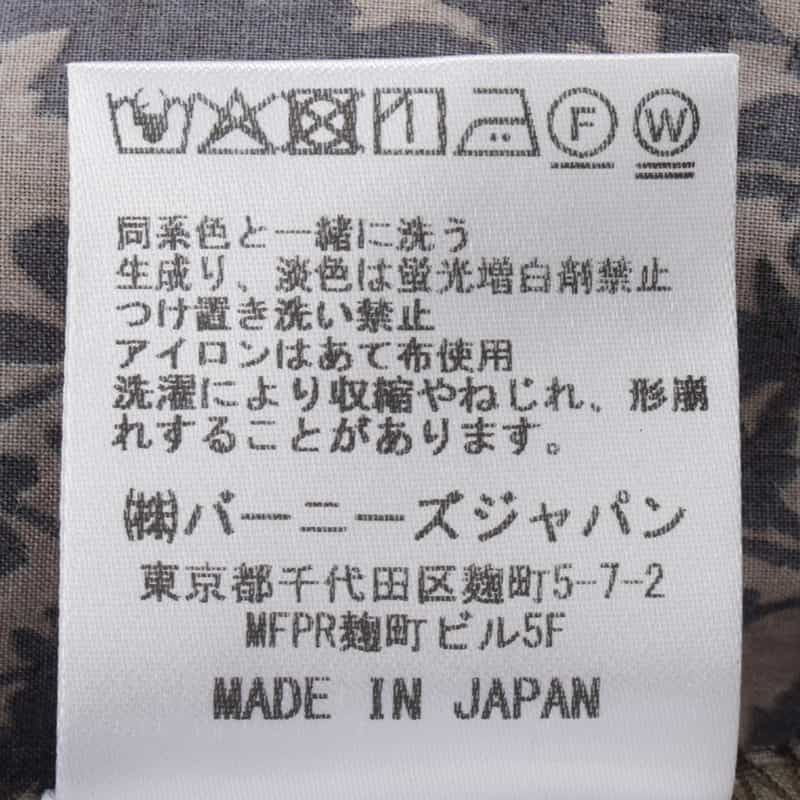 F W
同系色と一緒に洗う
生成り、淡色は蛍光増白剤禁止
つけ置き洗い禁止
アイロンはあて布使用
洗濯により収縮やねじれ、形崩
れすることがあります。
㈱バーニーズジャパン
東京都千代田区麹町5-7-2
MFPR麹町ビル5F
MADE IN JAPAN